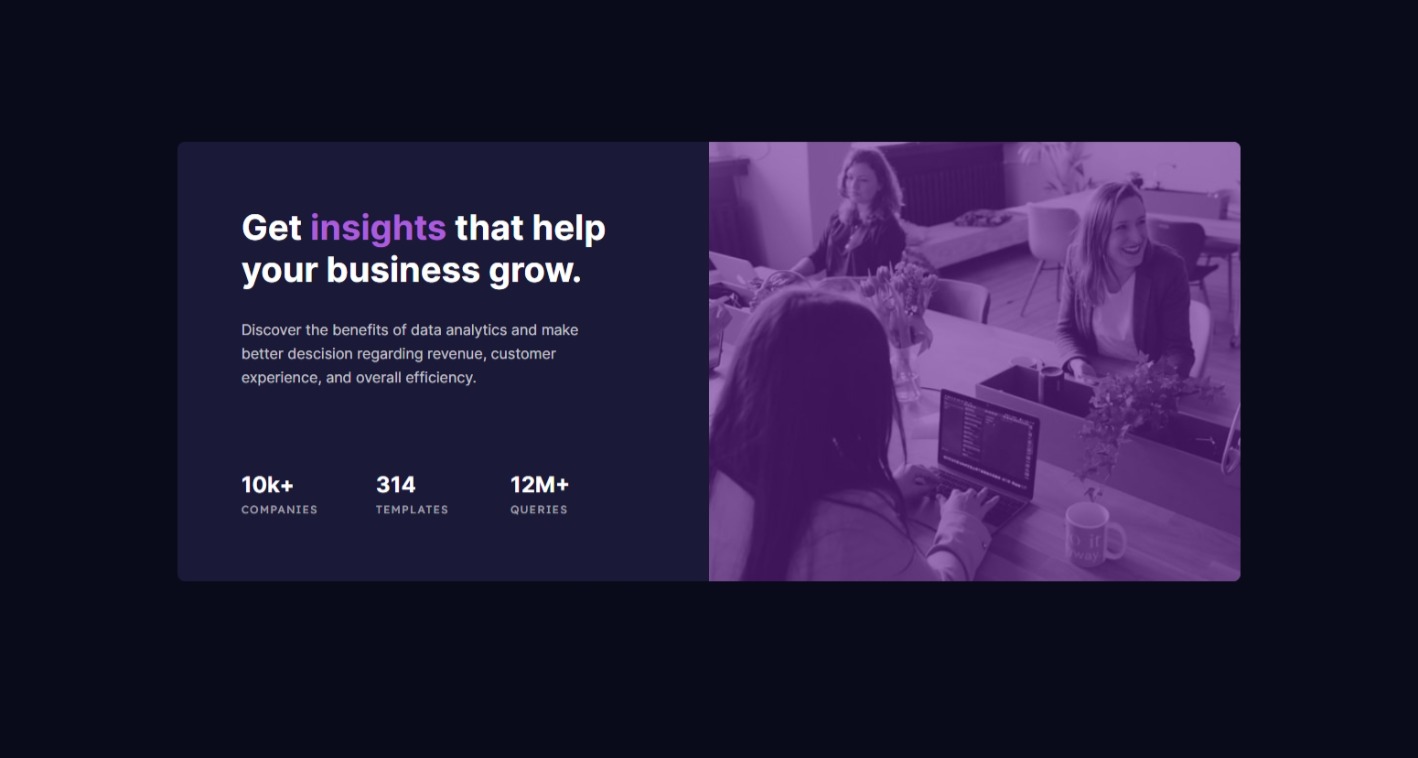 Get insights that help
your business grow.
Discover the benefits of data analytics and make
better descision regarding revenue, customer
experience, and overall efficiency.
10k+ 314 12M+
COMPANIES TEMPLATES QUERIES